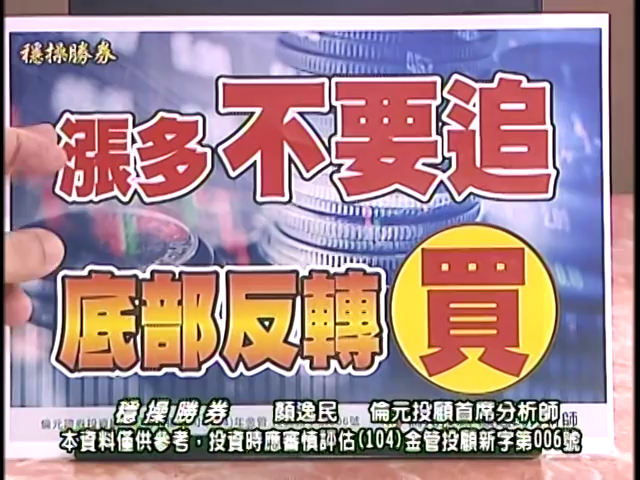 穩操勝券
漲多不要追
底部反轉買
穩操勝券 顏逸民 倫元投顧首席分析師
本資料僅供參考，投資時應審慎評估(104)金管投顧新字第006號